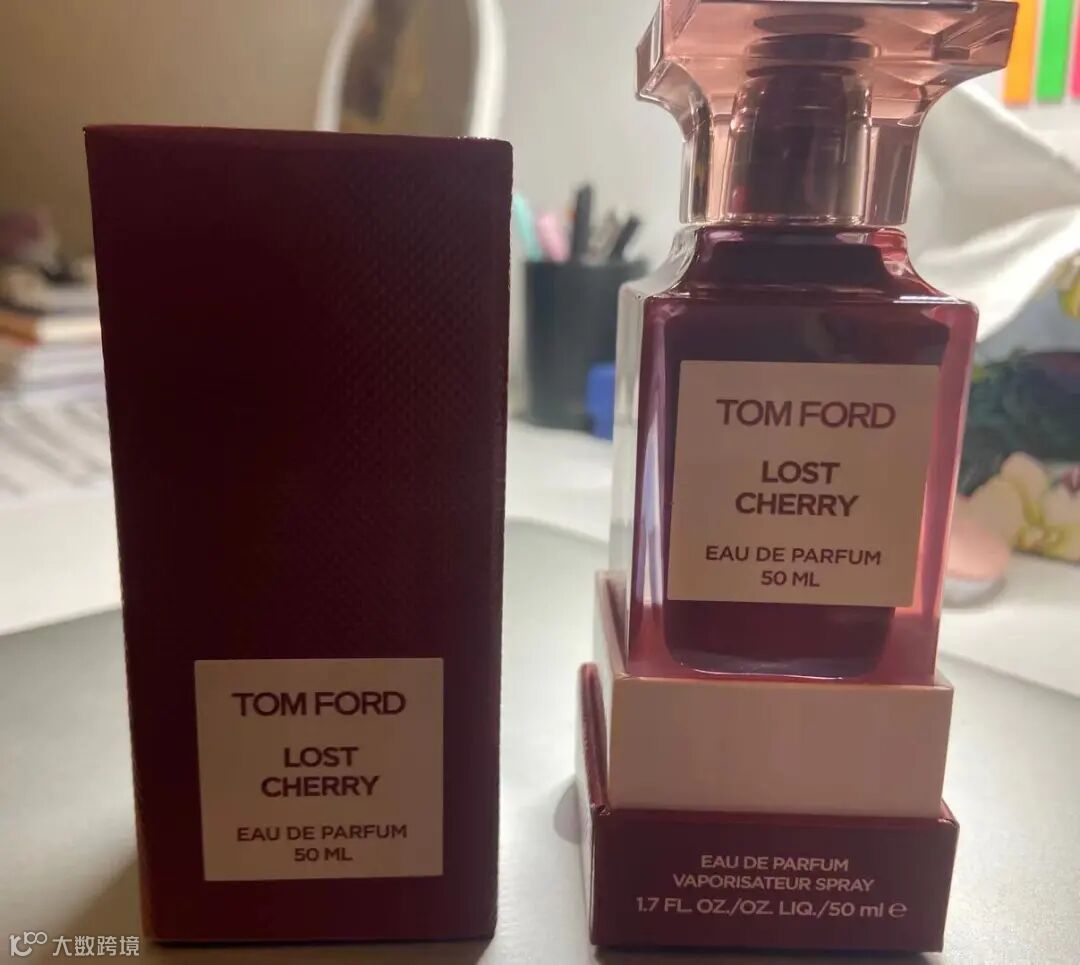 TOM FORD
LOST
CHERRY
EAU DE PARFUM
50 ML
TOM FORD
LOST
CHERRY
EAU DE PARFUM
50 ML
EAU DE PARFUM
VAPORISATEUR SPRAY
1.7 FL. OZ./OZ. LIQ./50 ml ℮
大数跨境